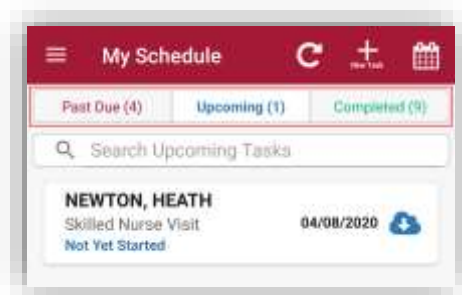 My Schedule
New Task
Past Due (4) Upcoming (1) Completed (9)
Search Upcoming Tasks
NEWTON, HEATH
Skilled Nurse Visit
04/08/2020
Not Yet Started